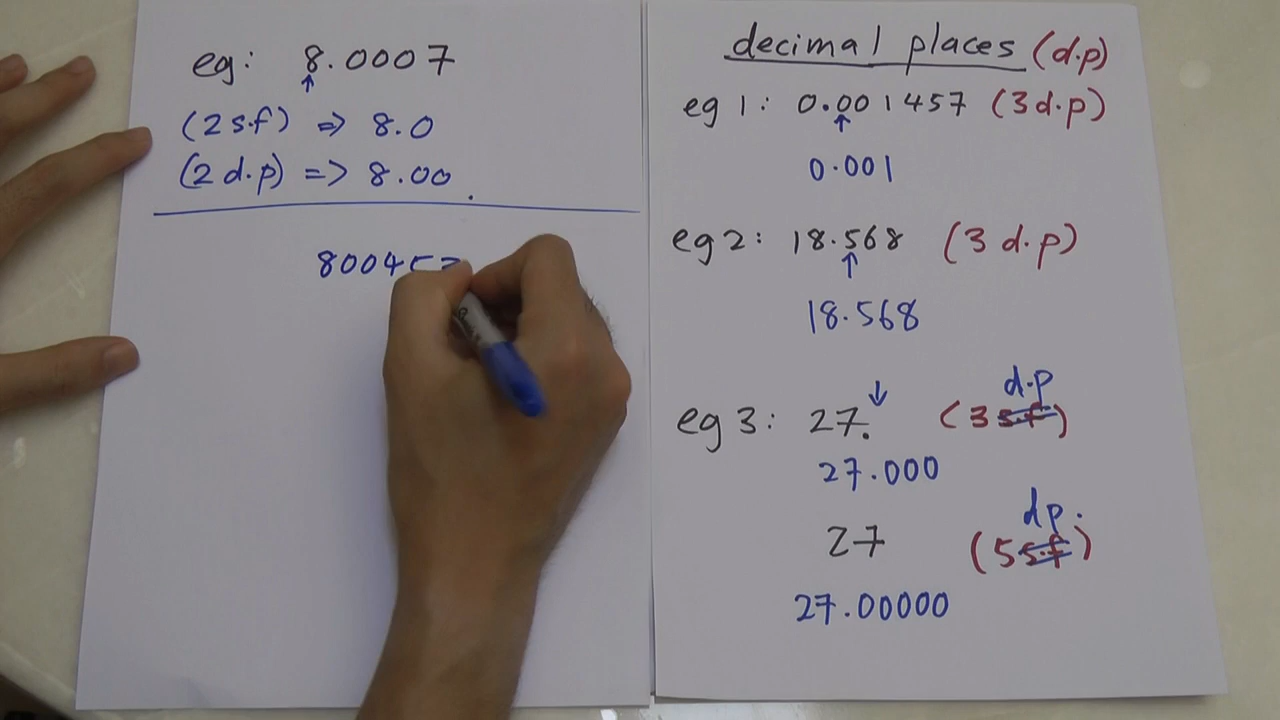 eg: 8.0007
↑
(2 s.f) => 8.0
(2 d.p) => 8.00.
decimal places (d.p)
eg 1: 0.001457 (3 d.p)
↑
0.001
eg 2: 18.568 (3 d.p)
↑
18.568
d.p
↓
eg 3: 27. (3 s.f)
27.000
dp.
27 (5 s.f)
27.00000